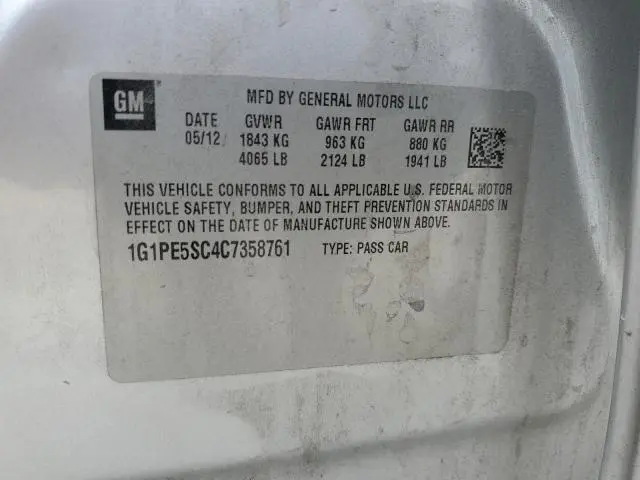 GM
MFD BY GENERAL MOTORS LLC
DATE GVWR GAWR FRT GAWR RR
05/12 1843 KG 963 KG 880 KG
4065 LB 2124 LB 1941 LB
THIS VEHICLE CONFORMS TO ALL APPLICABLE U.S. FEDERAL MOTOR
VEHICLE SAFETY, BUMPER, AND THEFT PREVENTION STANDARDS IN
EFFECT ON THE DATE OF MANUFACTURE SHOWN ABOVE.
1G1PE5SC4C7358761 TYPE: PASS CAR